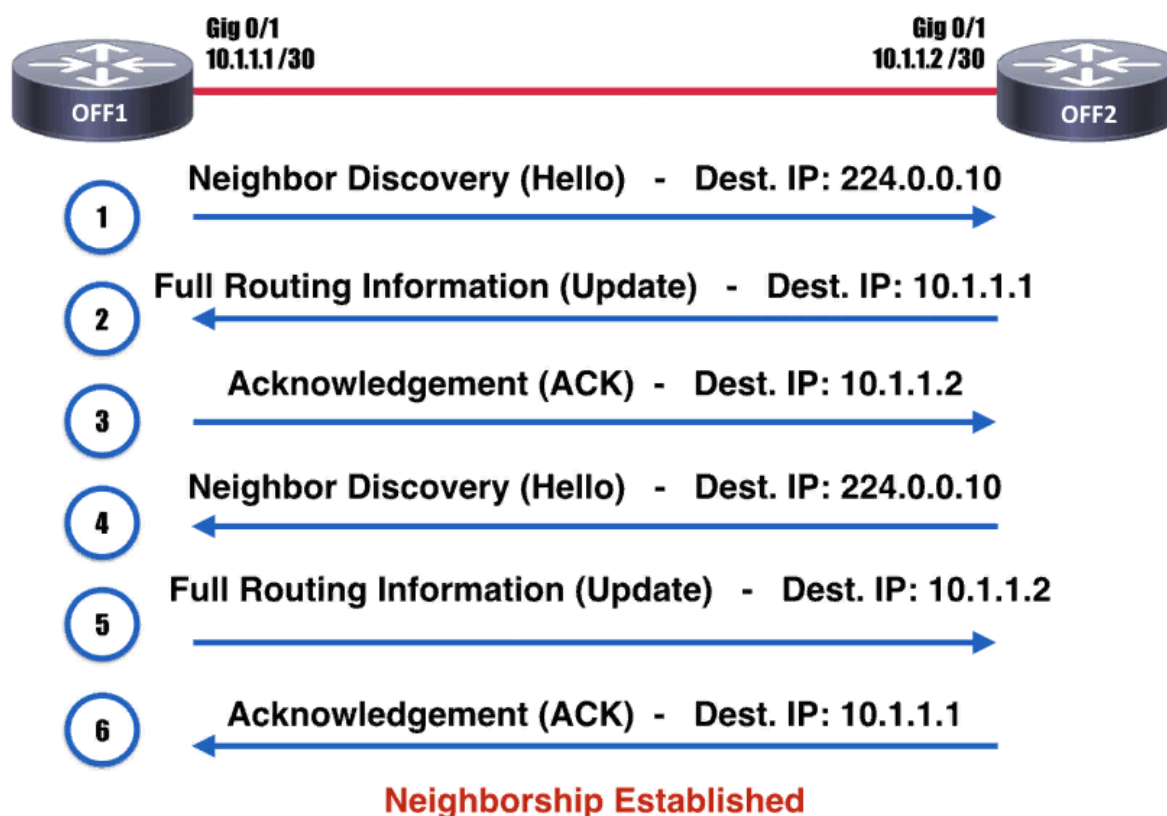 Gig 0/1
10.1.1.1 /30
Gig 0/1
10.1.1.2 /30
OFF1
OFF2
1
Neighbor Discovery (Hello) - Dest. IP: 224.0.0.10
2
Full Routing Information (Update) - Dest. IP: 10.1.1.1
3
Acknowledgement (ACK) - Dest. IP: 10.1.1.2
4
Neighbor Discovery (Hello) - Dest. IP: 224.0.0.10
5
Full Routing Information (Update) - Dest. IP: 10.1.1.2
6
Acknowledgement (ACK) - Dest. IP: 10.1.1.1
Neighborship Established